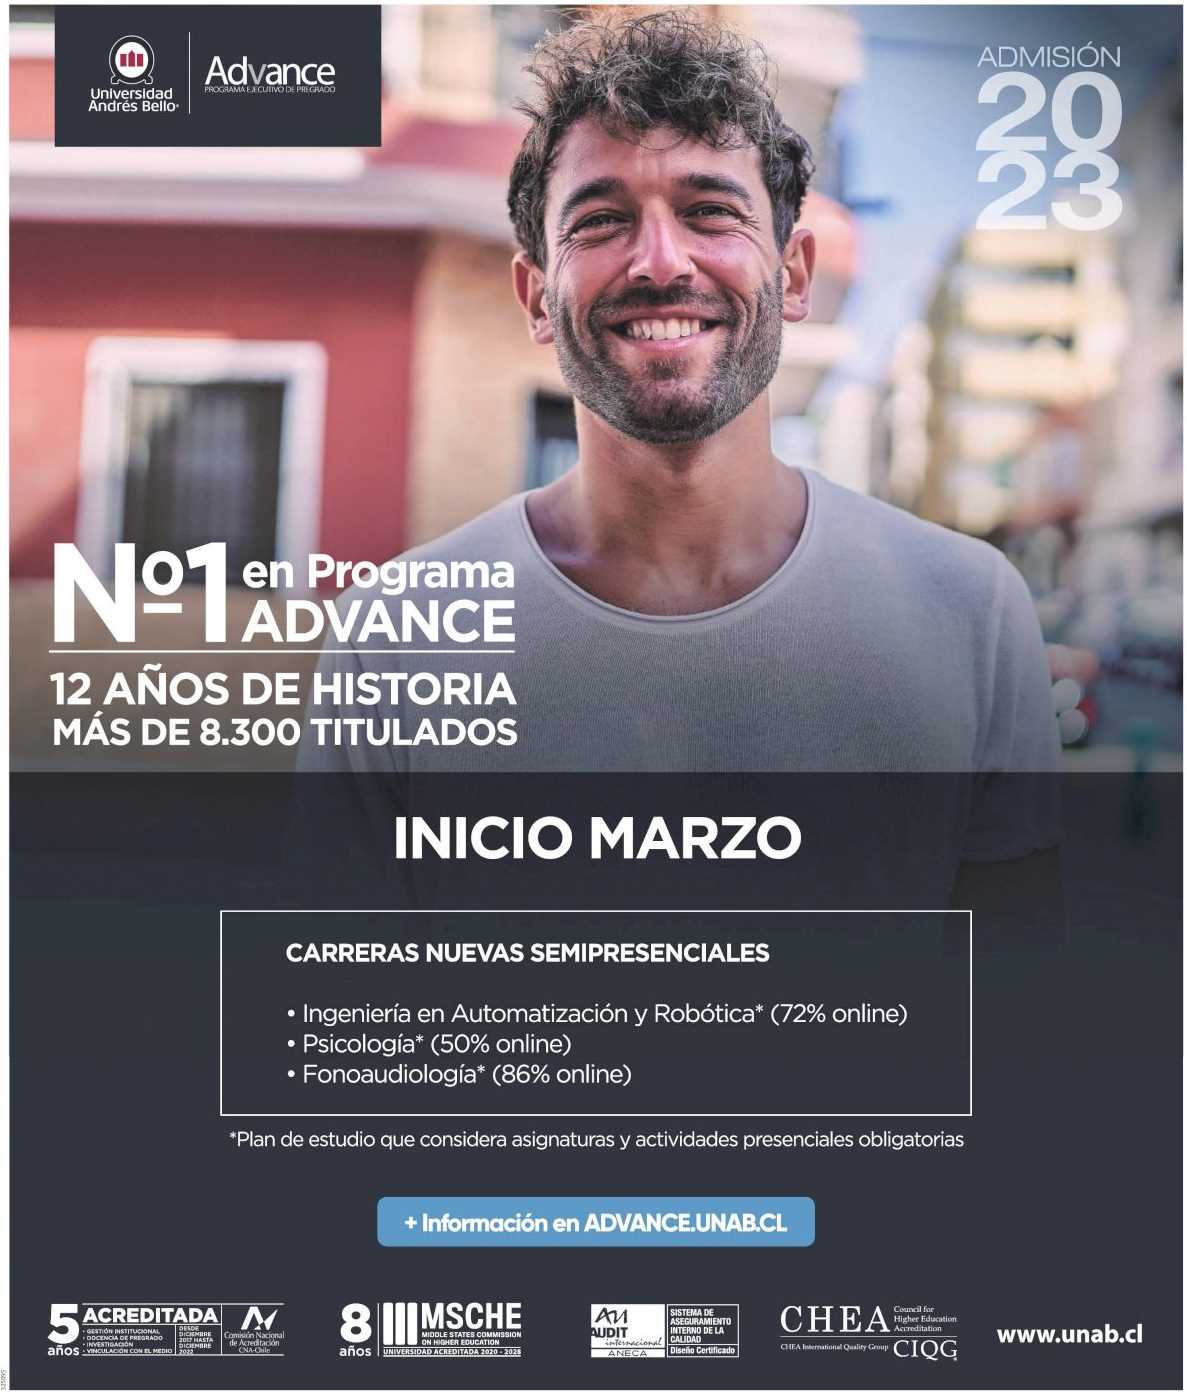 Universidad
Andrés Bello®
Advance
PROGRAMA EJECUTIVO DE PREGRADO
ADMISIÓN
20
23
Nº1 en Programa
ADVANCE
12 AÑOS DE HISTORIA
MÁS DE 8.300 TITULADOS
INICIO MARZO
CARRERAS NUEVAS SEMIPRESENCIALES
• Ingeniería en Automatización y Robótica* (72% online)
• Psicología* (50% online)
• Fonoaudiología* (86% online)
*Plan de estudio que considera asignaturas y actividades presenciales obligatorias
+ Información en ADVANCE.UNAB.CL
5
años
ACREDITADA
• GESTIÓN INSTITUCIONAL
• DOCENCIA DE PREGRADO
• INVESTIGACIÓN
• VINCULACIÓN CON EL MEDIO
DESDE
DICIEMBRE
2017 HASTA
DICIEMBRE
2022
Comisión Nacional
de Acreditación
CNA-Chile
8
años
MSCHE
MIDDLE STATES COMMISSION
ON HIGHER EDUCATION
UNIVERSIDAD ACREDITADA 2020 - 2028
AUDIT
internacional
ANECA
SISTEMA DE
ASEGURAMIENTO
INTERNO DE LA
CALIDAD
Diseño Certificado
CHEA
Council for
Higher Education
Accreditation
CHEA International Quality Group
CIQG®
www.unab.cl